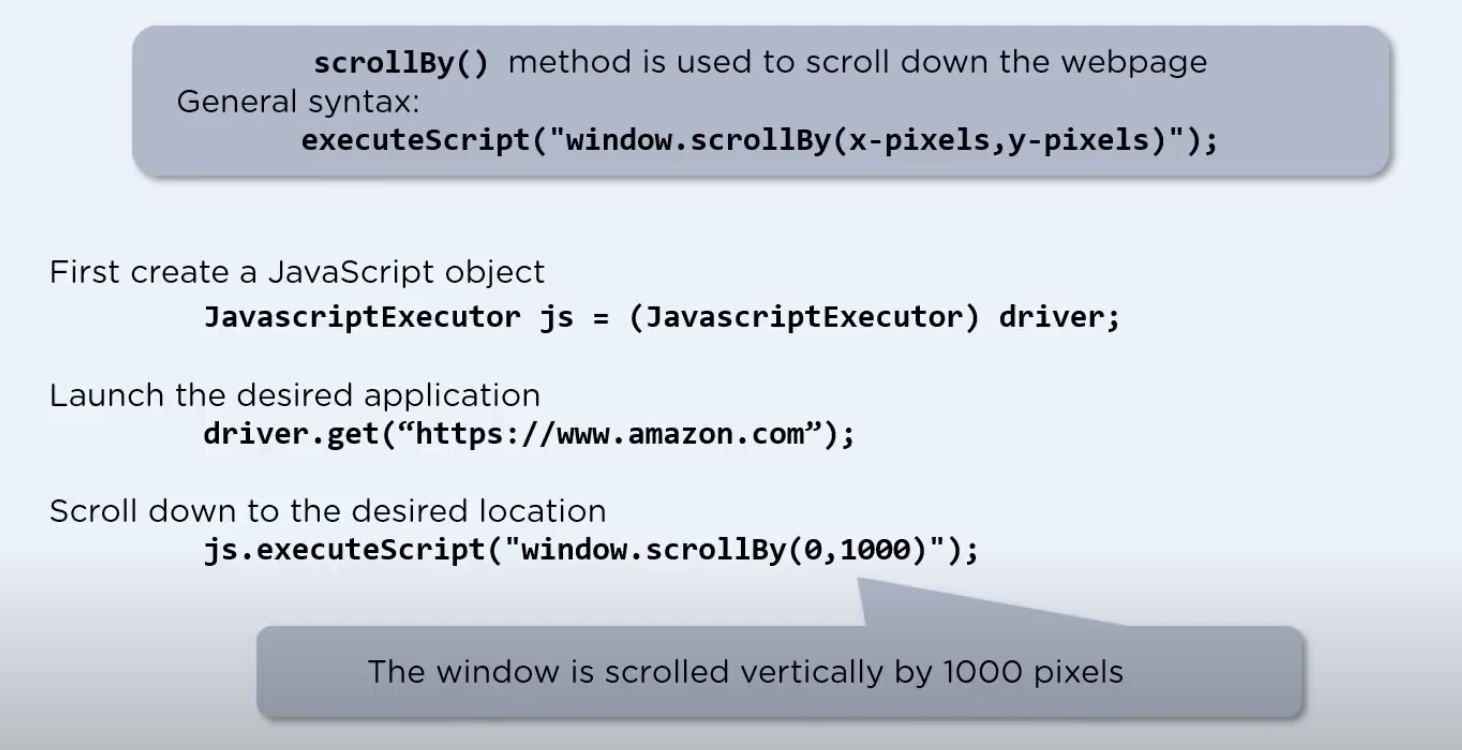 scrollBy() method is used to scroll down the webpage
General syntax:
executeScript("window.scrollBy(x-pixels,y-pixels)");
First create a JavaScript object
JavascriptExecutor js = (JavascriptExecutor) driver;
Launch the desired application
driver.get(“https://www.amazon.com”);
Scroll down to the desired location
js.executeScript("window.scrollBy(0,1000)");
The window is scrolled vertically by 1000 pixels